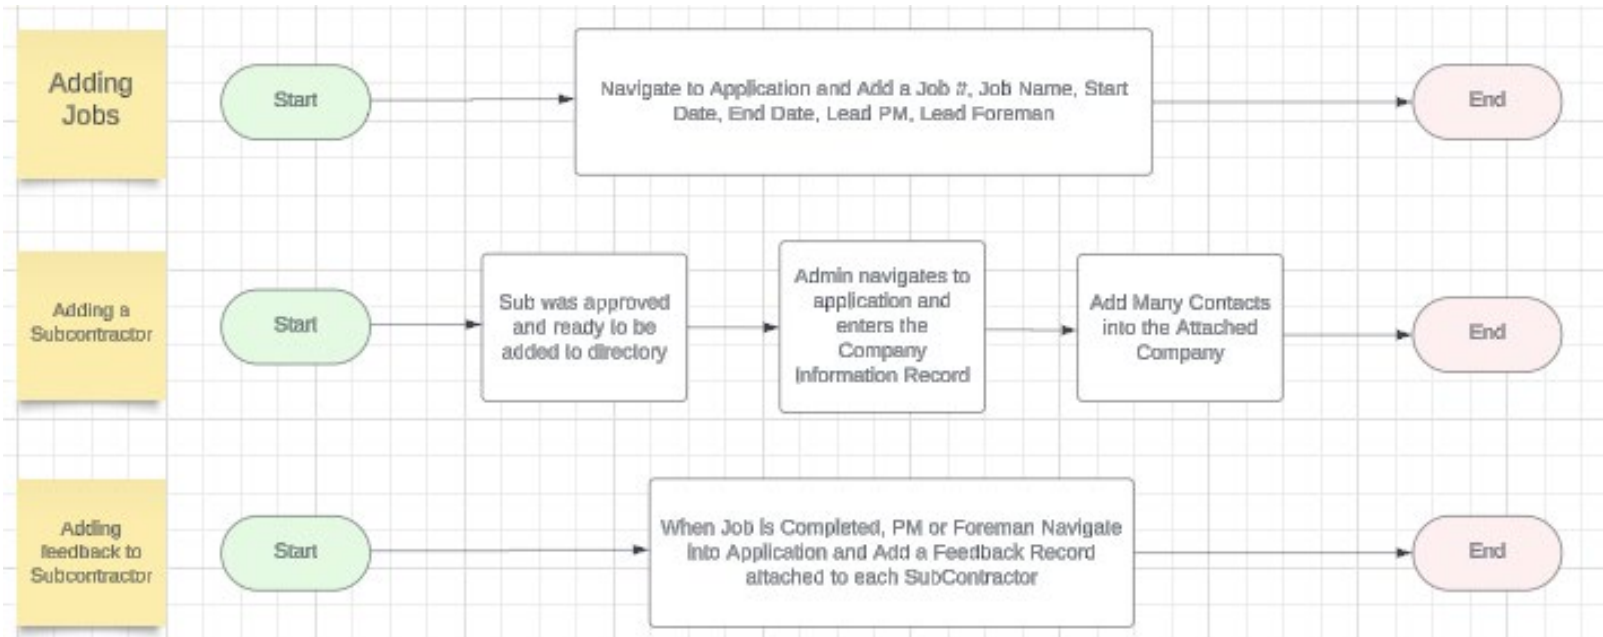 Adding
Jobs
Start
Navigate to Application and Add a Job #, Job Name, Start
Date, End Date, Lead PM, Lead Foreman
End
Adding a
Subcontractor
Start
Sub was approved
and ready to be
added to directory
Admin navigates to
application and
enters the
Company
Information Record
Add Many Contacts
into the Attached
Company
End
Adding
feedback to
Subcontractor
Start
When Job is Completed, PM or Foreman Navigate
into Application and Add a Feedback Record
attached to each SubContractor
End